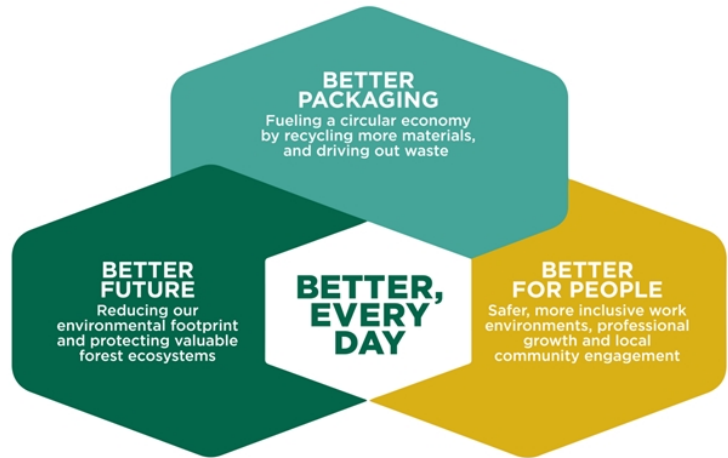 BETTER
PACKAGING
Fueling a circular economy
by recycling more materials,
and driving out waste
BETTER
FUTURE
Reducing our
environmental footprint
and protecting valuable
forest ecosystems
BETTER,
EVERY
DAY
BETTER
FOR PEOPLE
Safer, more inclusive work
environments, professional
growth and local
community engagement